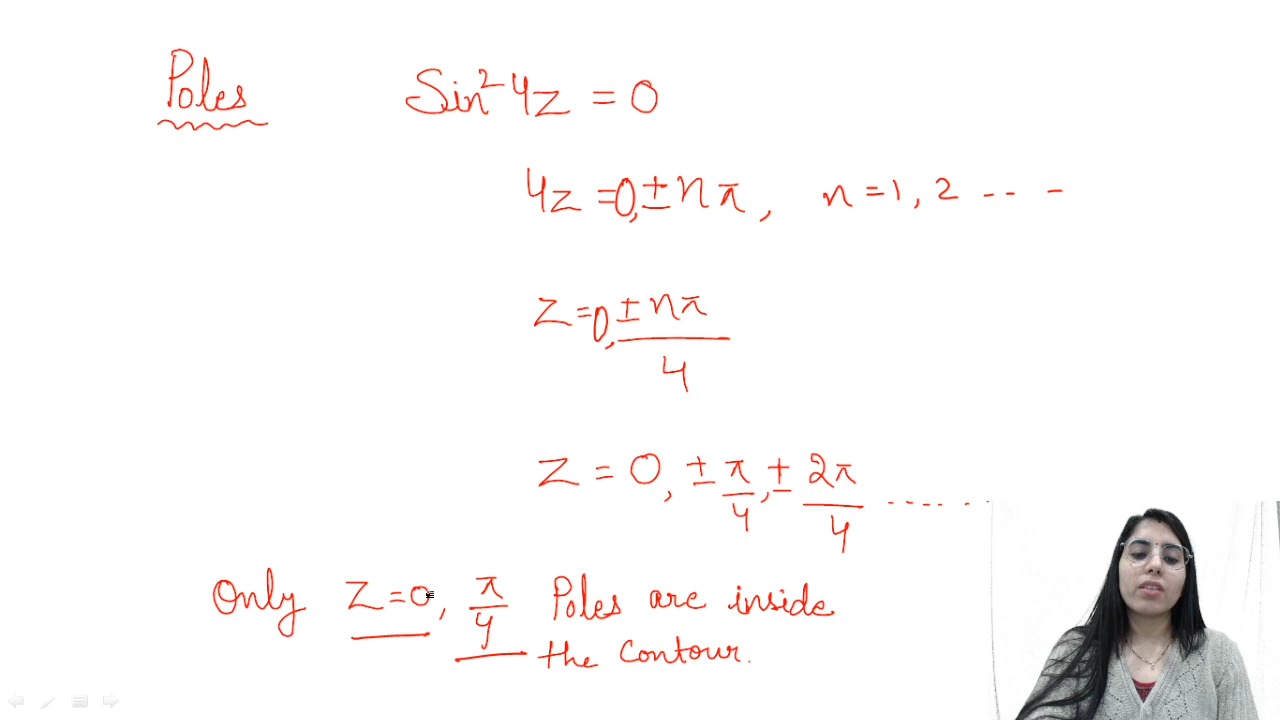 Poles Sin² 4z = 0
4z = 0, ± nπ, n = 1, 2 -- -
z = 0, ± nπ/4
z = 0, ± π/4, ± 2π/4 .......
Only z = 0, π/4 Poles are inside
the contour.